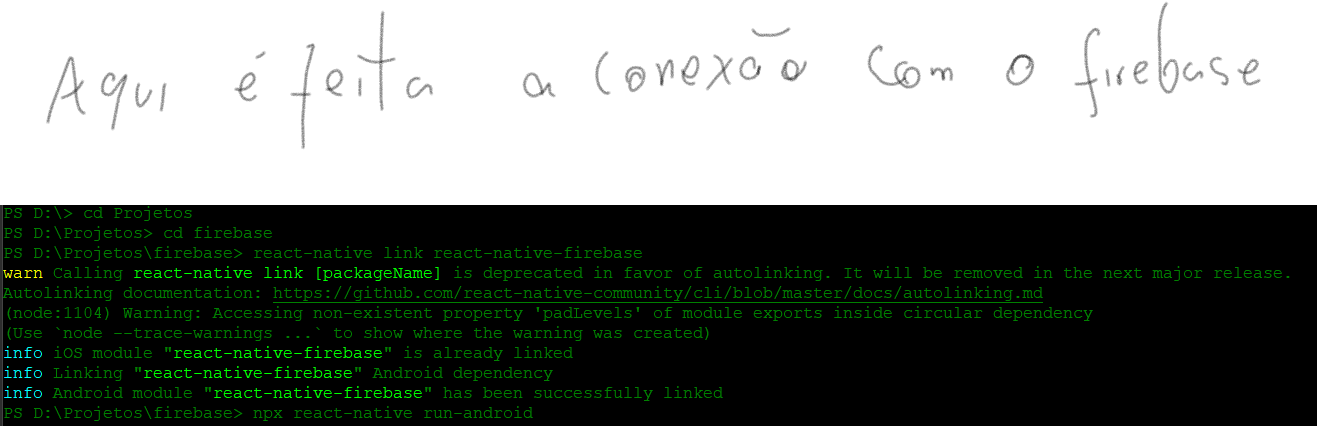 Aqui é feita a conexão com o firebase
PS D:\> cd Projetos
PS D:\Projetos> cd firebase
PS D:\Projetos\firebase> react-native link react-native-firebase
warn Calling react-native link [packageName] is deprecated in favor of autolinking. It will be removed in the next major release.
Autolinking documentation: https://github.com/react-native-community/cli/blob/master/docs/autolinking.md
(node:1104) Warning: Accessing non-existent property 'padLevels' of module exports inside circular dependency
(Use `node --trace-warnings ...` to show where the warning was created)
info iOS module "react-native-firebase" is already linked
info Linking "react-native-firebase" Android dependency
info Android module "react-native-firebase" has been successfully linked
PS D:\Projetos\firebase> npx react-native run-android